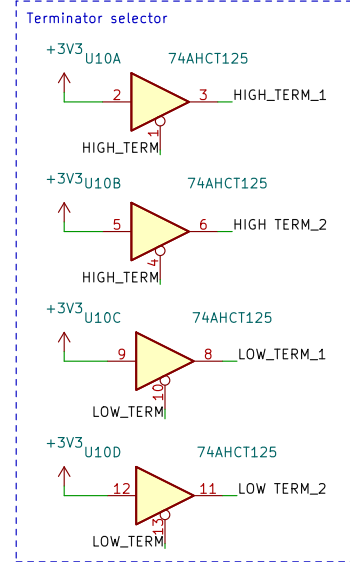 Terminator selector
+3V3 U10A 74AHCT125
2 3 HIGH_TERM_1
1
HIGH_TERM
+3V3 U10B 74AHCT125
5 6 HIGH TERM_2
4
HIGH_TERM
+3V3 U10C 74AHCT125
9 8 LOW_TERM_1
10
LOW_TERM
+3V3 U10D 74AHCT125
12 11 LOW TERM_2
13
LOW_TERM